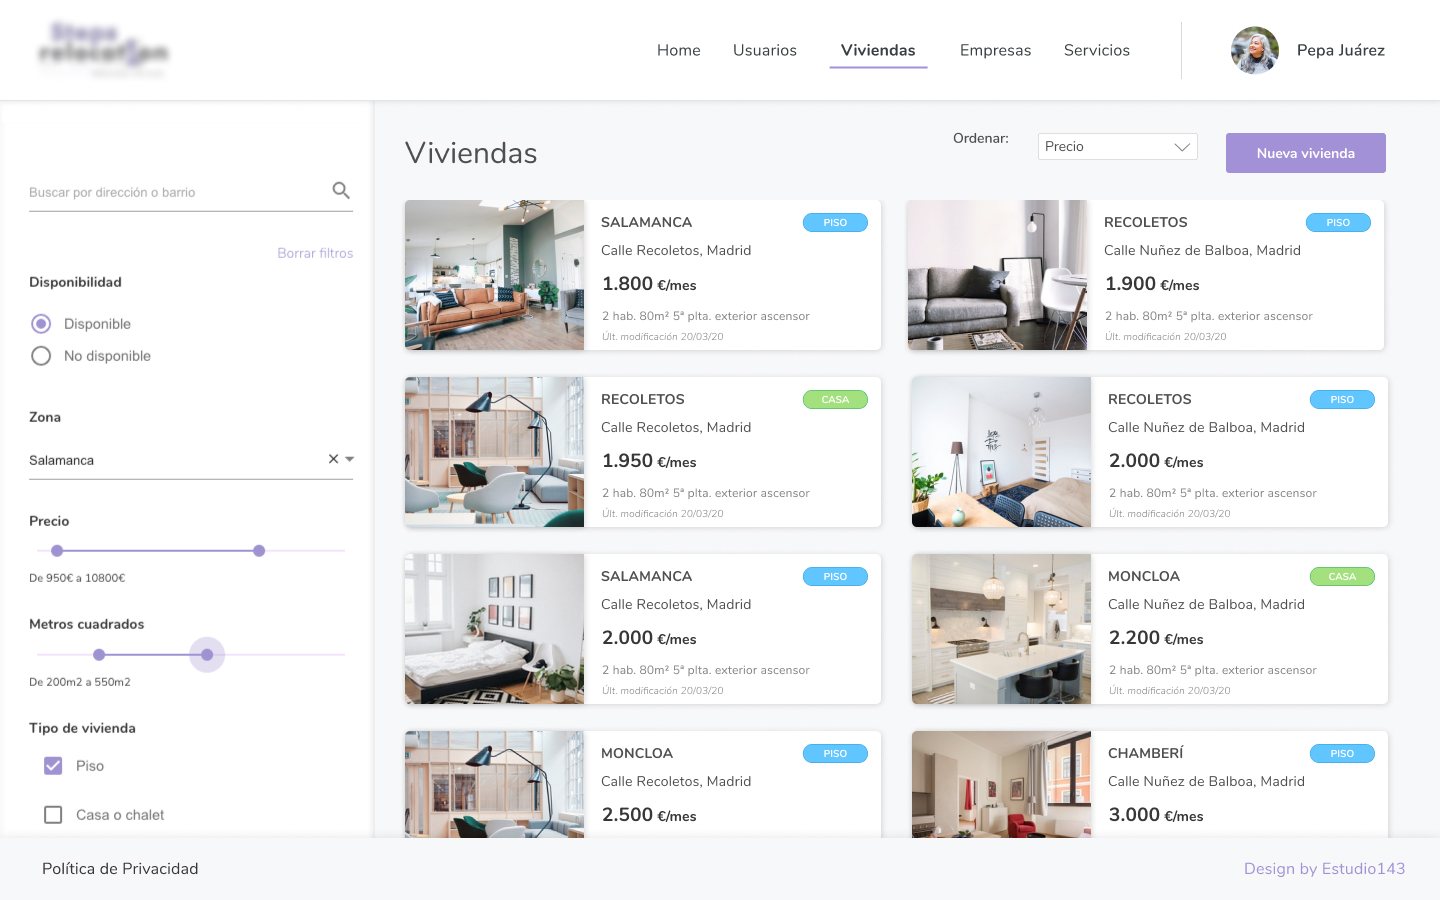 Steps
relocation
Home
Usuarios
Viviendas
Empresas
Servicios
Pepa Juárez
Buscar por dirección o barrio
Borrar filtros
Disponibilidad
Disponible
No disponible
Zona
Salamanca
Precio
De 950€ a 10800€
Metros cuadrados
De 200m2 a 550m2
Tipo de vivienda
Piso
Casa o chalet
Viviendas
Ordenar:
Precio
Nueva vivienda
SALAMANCA
PISO
Calle Recoletos, Madrid
1.800 €/mes
2 hab. 80m² 5ª plta. exterior ascensor
Últ. modificación 20/03/20
RECOLETOS
PISO
Calle Nuñez de Balboa, Madrid
1.900 €/mes
2 hab. 80m² 5ª plta. exterior ascensor
Últ. modificación 20/03/20
RECOLETOS
CASA
Calle Recoletos, Madrid
1.950 €/mes
2 hab. 80m² 5ª plta. exterior ascensor
Últ. modificación 20/03/20
RECOLETOS
PISO
Calle Nuñez de Balboa, Madrid
2.000 €/mes
2 hab. 80m² 5ª plta. exterior ascensor
Últ. modificación 20/03/20
SALAMANCA
PISO
Calle Recoletos, Madrid
2.000 €/mes
2 hab. 80m² 5ª plta. exterior ascensor
Últ. modificación 20/03/20
MONCLOA
CASA
Calle Nuñez de Balboa, Madrid
2.200 €/mes
2 hab. 80m² 5ª plta. exterior ascensor
Últ. modificación 20/03/20
MONCLOA
PISO
Calle Recoletos, Madrid
2.500 €/mes
CHAMBERÍ
PISO
Calle Nuñez de Balboa, Madrid
3.000 €/mes
Política de Privacidad
Design by Estudio143